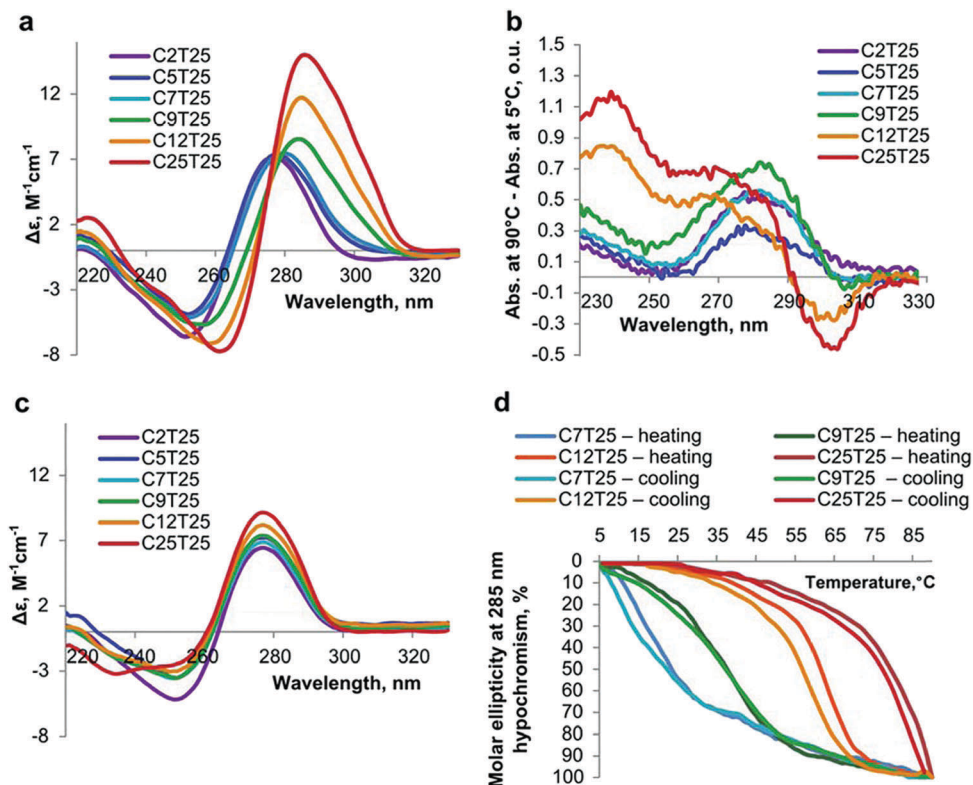 a
Δε, M⁻¹cm⁻¹
12
7
2
-3
-8
C2T25
C5T25
C7T25
C9T25
C12T25
C25T25
220 240 260 280 300 320
Wavelength, nm
b
Abs. at 90°C - Abs. at 5°C, o.u.
1.5
1.3
1.1
0.9
0.7
0.5
0.3
0.1
-0.1
-0.3
-0.5
C2T25
C5T25
C7T25
C9T25
C12T25
C25T25
230 250 270 290 310 330
Wavelength, nm
c
Δε, M⁻¹cm⁻¹
12
7
2
-3
-8
C2T25
C5T25
C7T25
C9T25
C12T25
C25T25
220 240 260 280 300 320
Wavelength, nm
d
C7T25 – heating
C12T25 – heating
C7T25 – cooling
C12T25 – cooling
C9T25 – heating
C25T25 – heating
C9T25 – cooling
C25T25 – cooling
5 15 25 35 45 55 65 75 85
Temperature,°C
Molar ellipticity at 285 nm
hypochromism, %
0
10
20
30
40
50
60
70
80
90
100